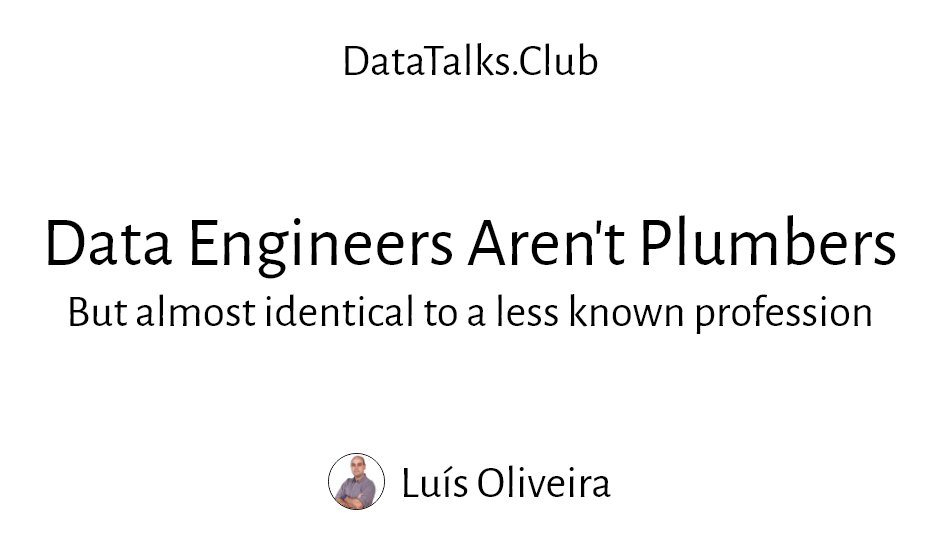 DataTalks.Club
Data Engineers Aren't Plumbers
But almost identical to a less known profession
Luís Oliveira